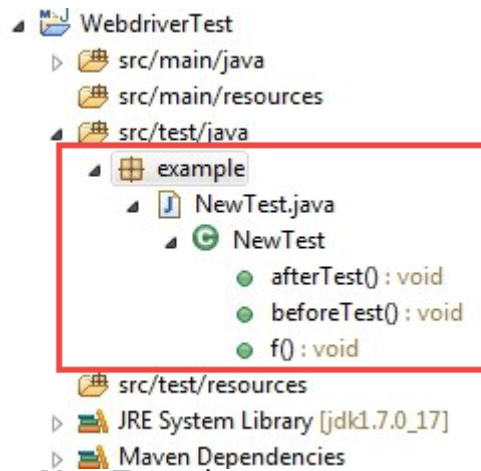 WebdriverTest
src/main/java
src/main/resources
src/test/java
example
NewTest.java
NewTest
afterTest() : void
beforeTest() : void
f() : void
src/test/resources
JRE System Library [jdk1.7.0_17]
Maven Dependencies